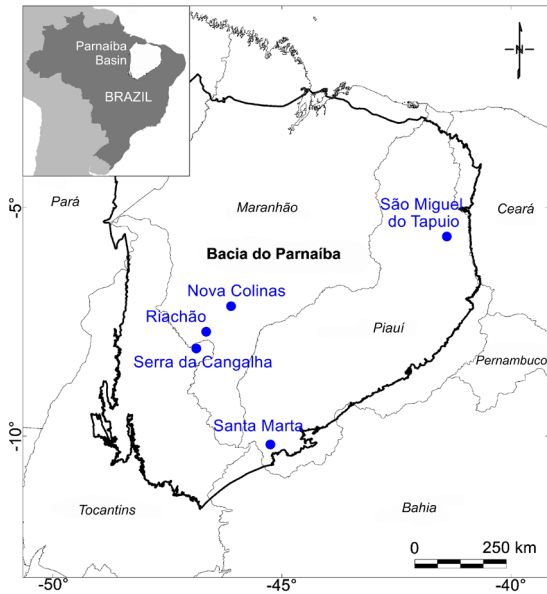 Parnaíba
Basin
BRAZIL
N
-5°
Pará
Maranhão
São Miguel
do Tapuio
Ceará
Bacia do Parnaíba
Nova Colinas
Riachão
Piauí
Serra da Cangalha
Pernambuco
Santa Marta
-10°
Tocantins
Bahia
0 250 km
-50° -45° -40°